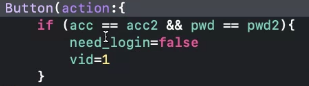 Button(action:{
if (acc == acc2 && pwd == pwd2){
need_login=false
vid=1
}